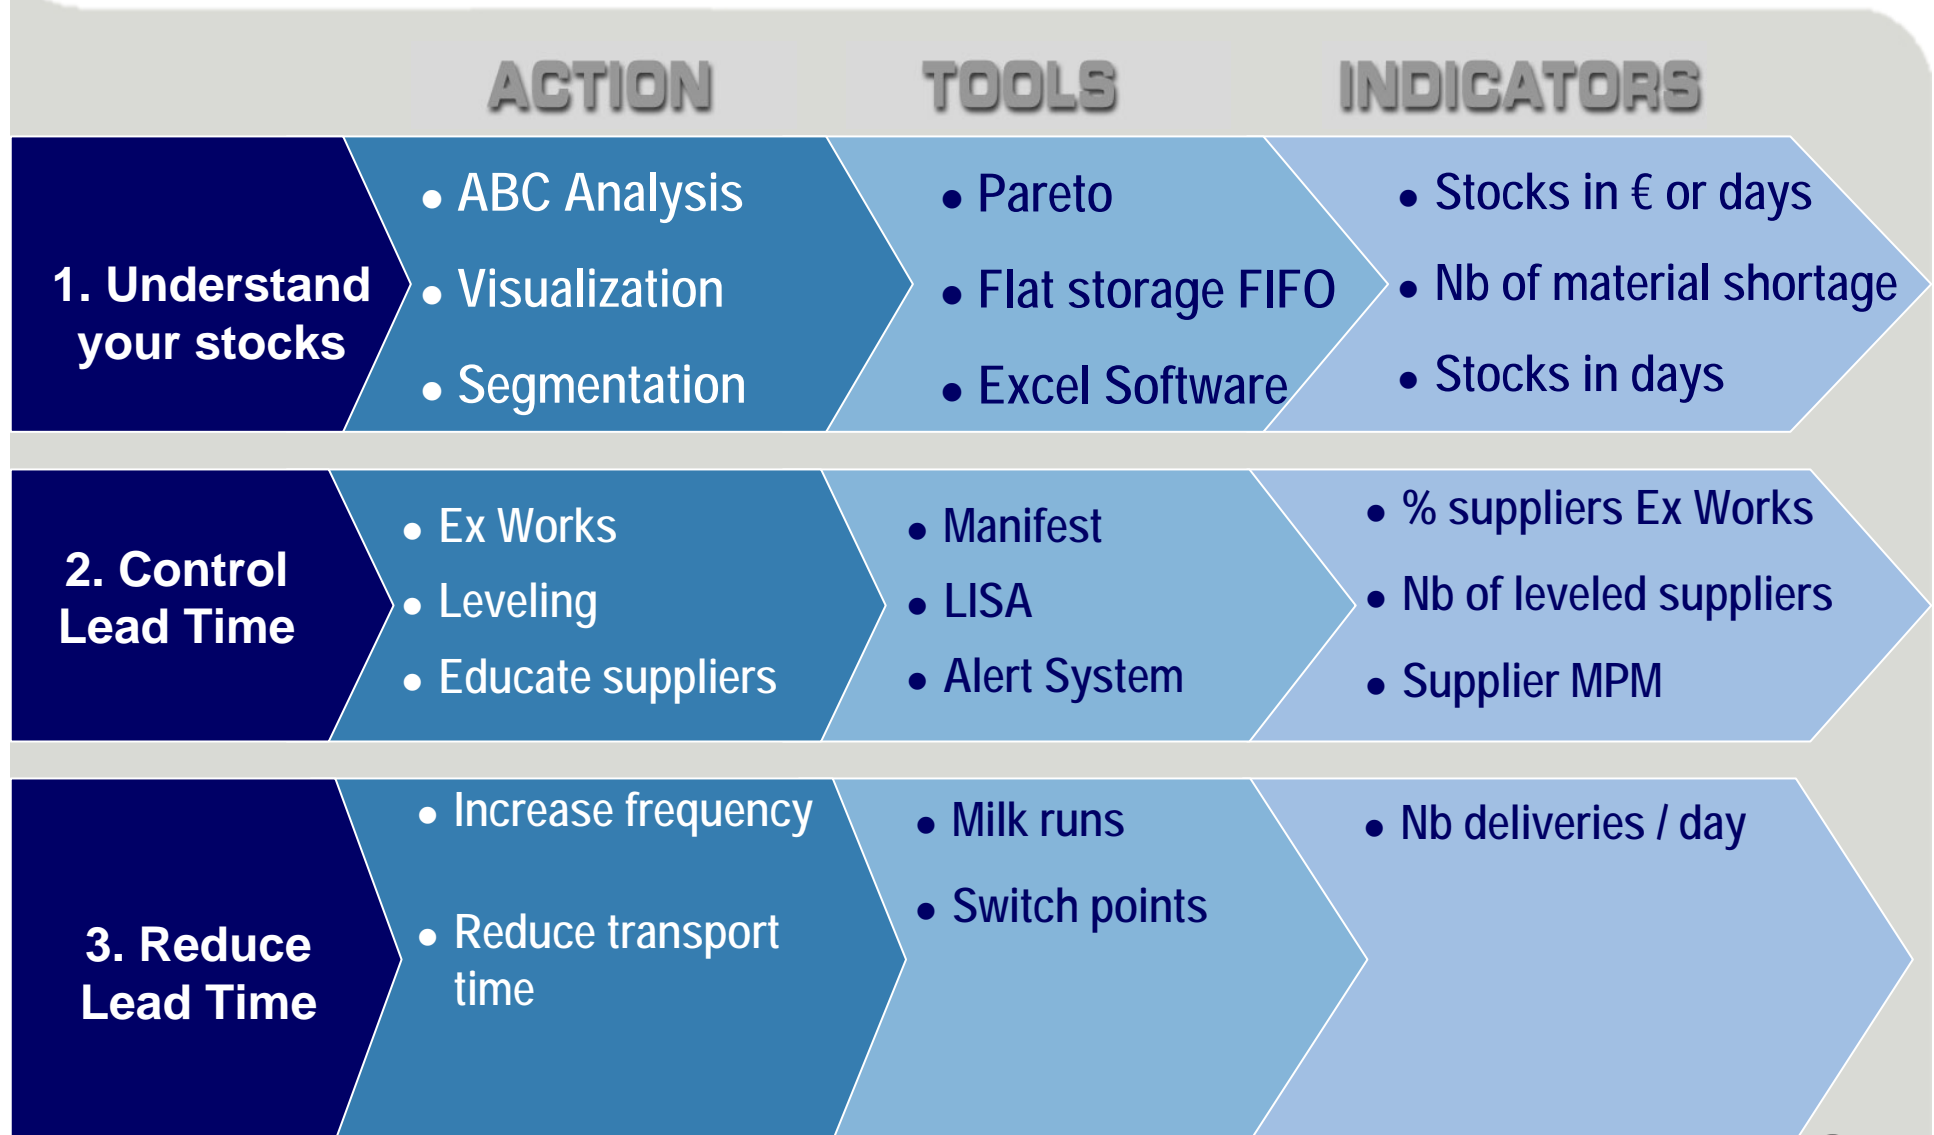 ACTION
TOOLS
INDICATORS
1. Understand
your stocks
● ABC Analysis
● Visualization
● Segmentation
● Pareto
● Flat storage FIFO
● Excel Software
● Stocks in € or days
● Nb of material shortage
● Stocks in days
2. Control
Lead Time
● Ex Works
● Leveling
● Educate suppliers
● Manifest
● LISA
● Alert System
● % suppliers Ex Works
● Nb of leveled suppliers
● Supplier MPM
3. Reduce
Lead Time
● Increase frequency
● Reduce transport
time
● Milk runs
● Switch points
● Nb deliveries / day